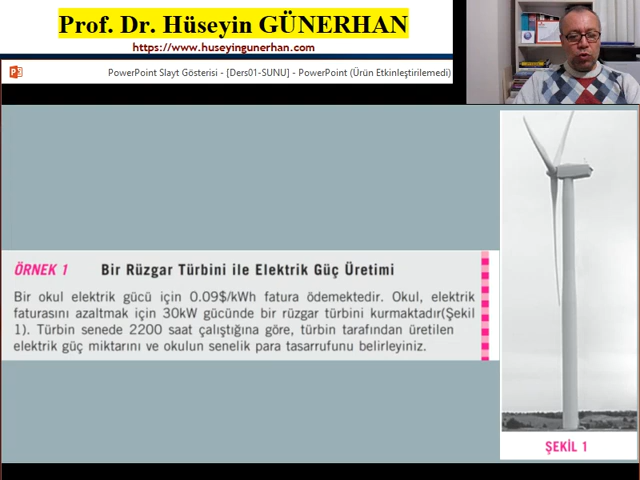 Prof. Dr. Hüseyin GÜNERHAN
https://www.huseyingunerhan.com
PowerPoint Slayt Gösterisi - [Ders01-SUNU] - PowerPoint (Ürün Etkinleştirilemedi)
ÖRNEK 1 Bir Rüzgar Türbini ile Elektrik Güç Üretimi
Bir okul elektrik gücü için 0.09$/kWh fatura ödemektedir. Okul, elektrik
faturasını azaltmak için 30kW gücünde bir rüzgar türbini kurmaktadır(Şekil
1). Türbin senede 2200 saat çalıştığına göre, türbin tarafından üretilen
elektrik güç miktarını ve okulun senelik para tasarrufunu belirleyiniz.
ŞEKİL 1